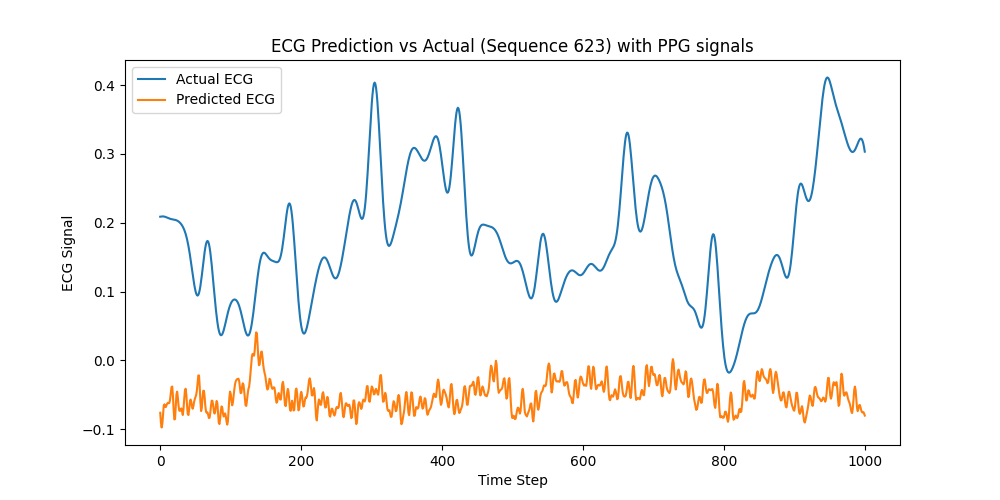 ECG Prediction vs Actual (Sequence 623) with PPG signals
Actual ECG
Predicted ECG
ECG Signal
0.4
0.3
0.2
0.1
0.0
−0.1
0 200 400 600 800 1000
Time Step